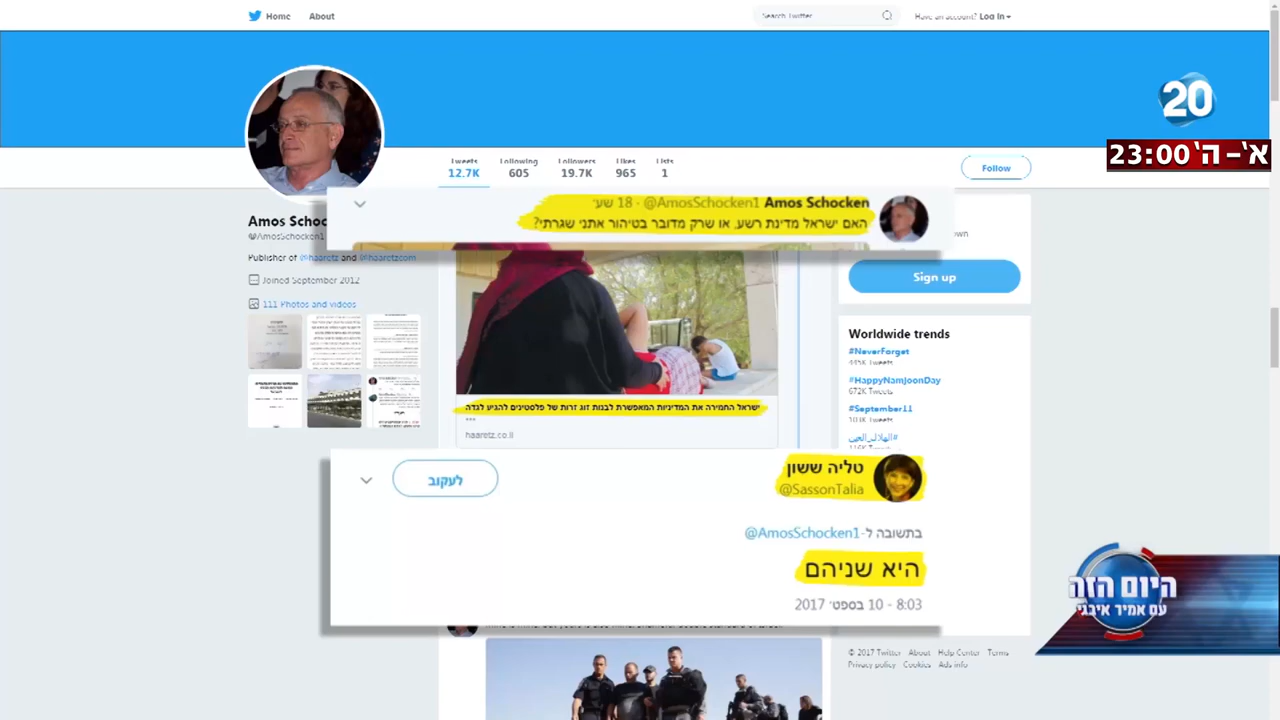 Home About
Search Twitter
Have an account? Log in
20
א'-ה' 23:00
Tweets Following Followers Likes Lists
12.7K 605 19.7K 965 1
Follow
Amos Schocken @AmosSchocken1 · 18 שע'
האם ישראל מדינת רשע, או שרק מדובר בטיהור אתני שגרתי?
Amos Schoc
@AmosSchocken1
Publisher of @haaretz and @haaretzcom
Joined September 2012
111 Photos and videos
Sign up
Worldwide trends
#NeverForget
445K Tweets
#HappyNamjoonDay
672K Tweets
#September11
#الهلال_العين
ישראל החמירה את המדיניות המאפשרת לבנות זוג זרות של פלסטינים להגיע לגדה
...
haaretz.co.il
טליה ששון
@SassonTalia
לעקוב
בתשובה ל-@AmosSchocken1
היא שניהם
8:03 - 10 בספט׳ 2017
היום הזה
עם אמיר איבגי
© 2017 Twitter About Help Center Terms
Privacy policy Cookies Ads info